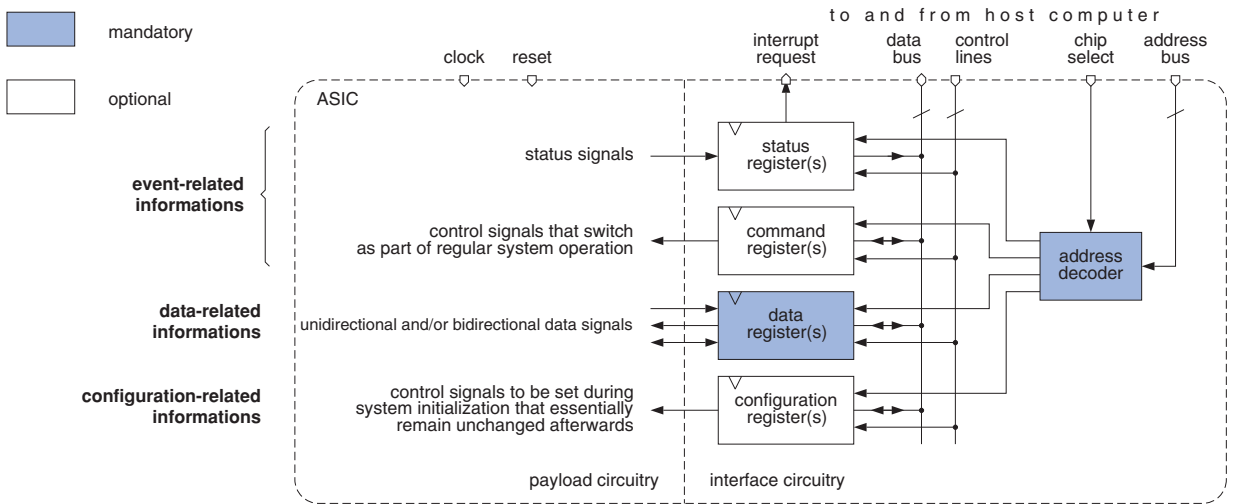 to and from host computer
mandatory
optional
clock
reset
interrupt
request
data
bus
control
lines
chip
select
address
bus
ASIC
event-related
informations
status signals
status
register(s)
control signals that switch
as part of regular system operation
command
register(s)
address
decoder
data-related
informations
unidirectional and/or bidirectional data signals
data
register(s)
configuration-related
informations
control signals to be set during
system initialization that essentially
remain unchanged afterwards
configuration
register(s)
payload circuitry
interface circuitry